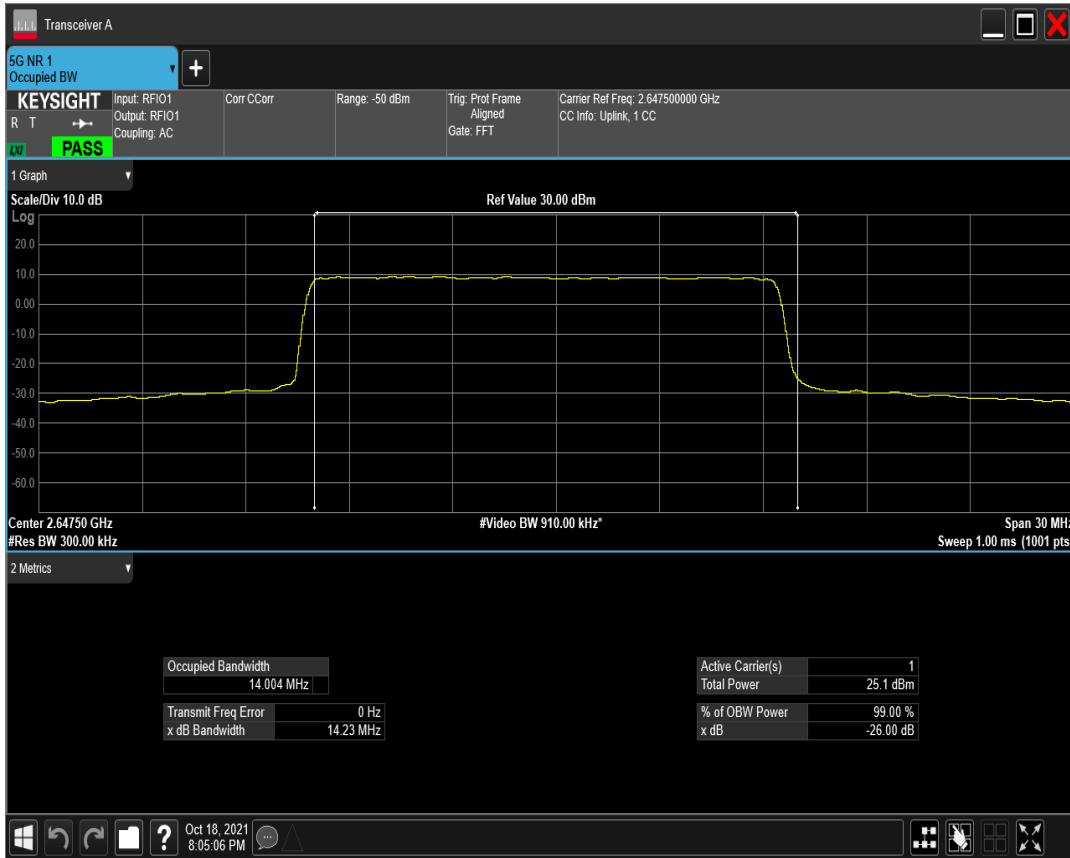 Transceiver A
5G NR 1
Occupied BW
+
KEYSIGHT
R T
LXI
PASS
Input: RFIO1
Output: RFIO1
Coupling: AC
Corr CCorr
Range: -50 dBm
Trig: Prot Frame
Aligned
Gate: FFT
Carrier Ref Freq: 2.647500000 GHz
CC Info: Uplink, 1 CC
1 Graph
Scale/Div 10.0 dB
Ref Value 30.00 dBm
Log
20.0
10.0
0.00
-10.0
-20.0
-30.0
-40.0
-50.0
-60.0
Center 2.64750 GHz
#Video BW 910.00 kHz*
Span 30 MHz
#Res BW 300.00 kHz
Sweep 1.00 ms (1001 pts
2 Metrics
Occupied Bandwidth
14.004 MHz
Transmit Freq Error 0 Hz
x dB Bandwidth 14.23 MHz
Active Carrier(s) 1
Total Power 25.1 dBm
% of OBW Power 99.00 %
x dB -26.00 dB
?
Oct 18, 2021
8:05:06 PM